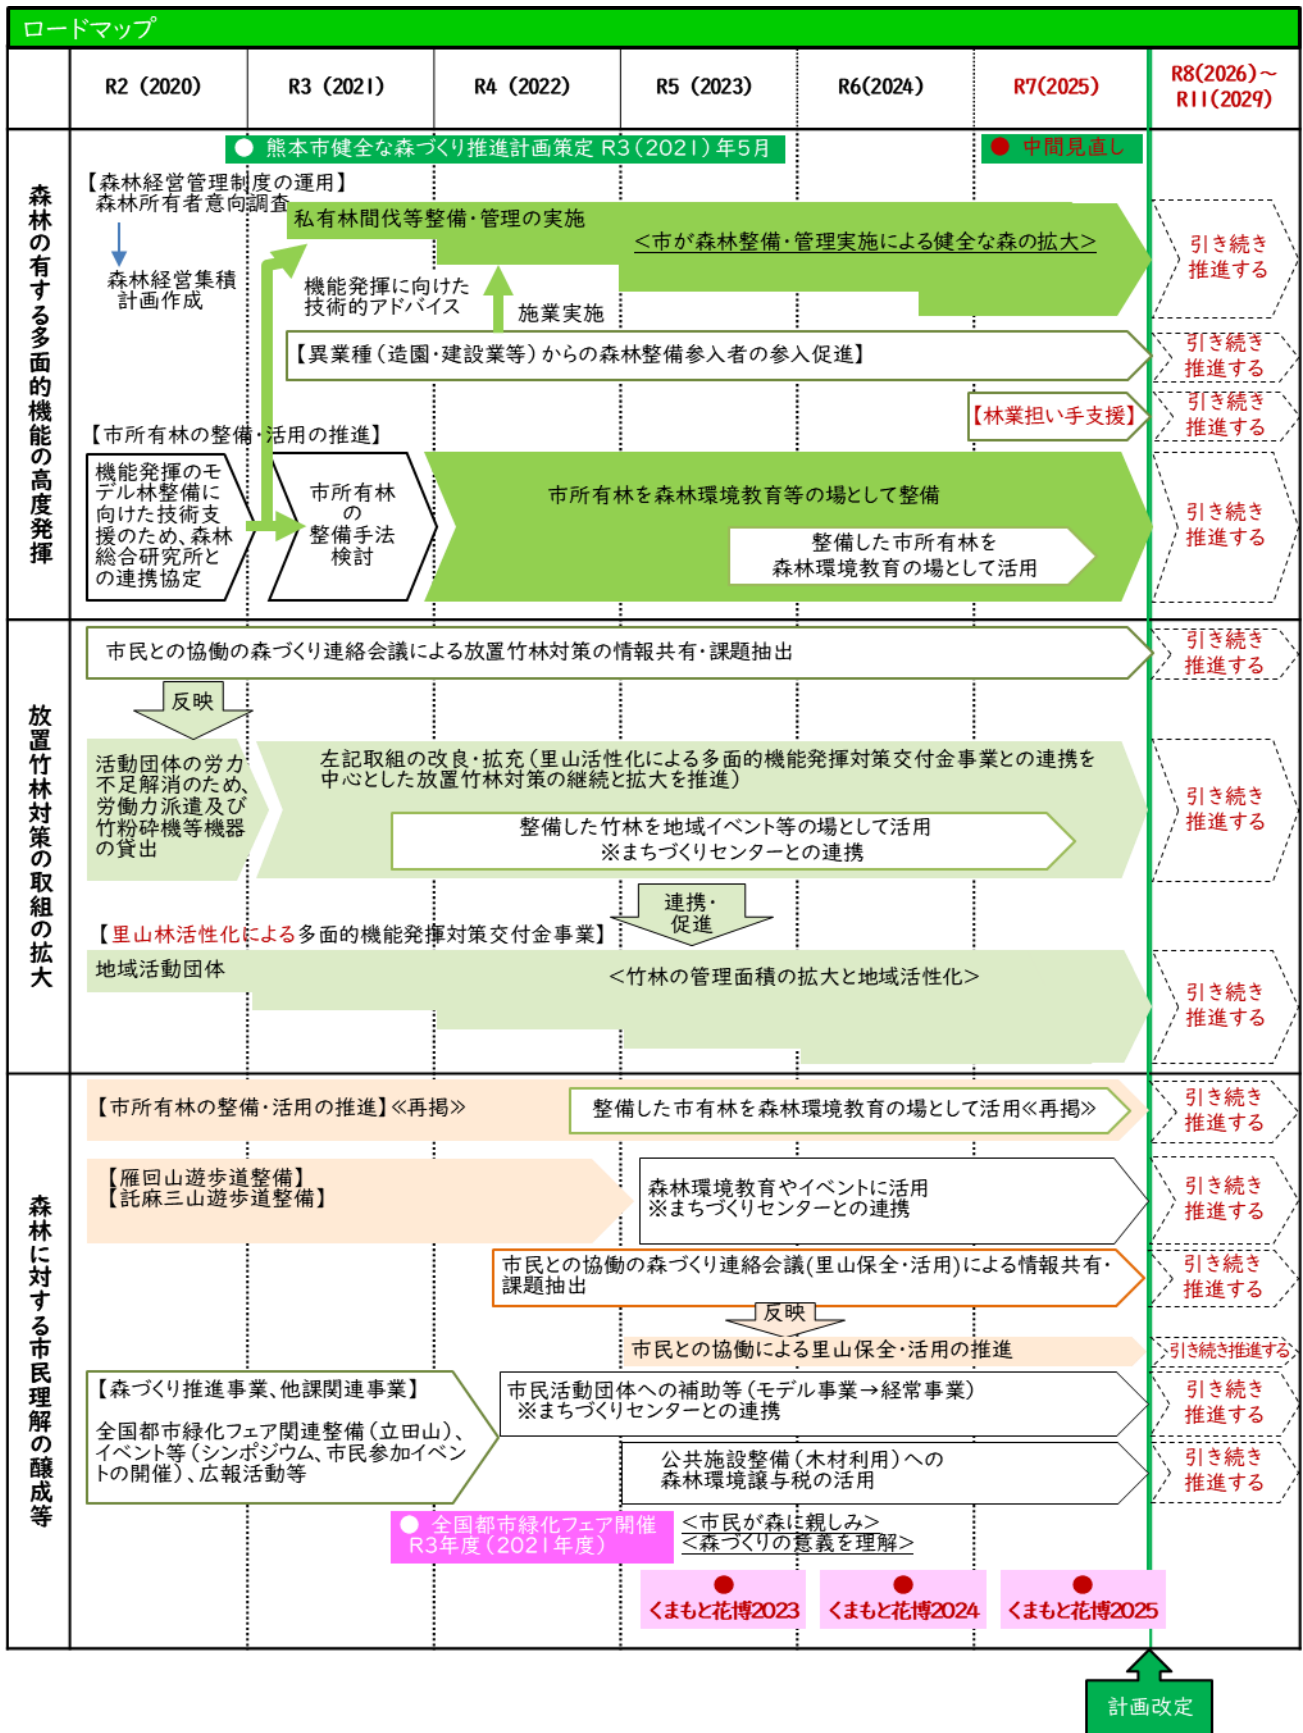 ロードマップ
R2（2020）
R3（2021）
R4（2022）
R5（2023）
R6(2024)
R7(2025)
R8(2026)～
R11(2029)
森林の有する多面的機能の高度発揮
● 熊本市健全な森づくり推進計画策定 R3（2021）年5月
● 中間見直し
【森林経営管理制度の運用】
森林所有者意向調査
森林経営集積
計画作成
私有林間伐等整備・管理の実施
<市が森林整備・管理実施による健全な森の拡大>
引き続き
推進する
機能発揮に向けた
技術的アドバイス
施業実施
【異業種（造園・建設業等）からの森林整備参入者の参入促進】
引き続き
推進する
【林業担い手支援】
引き続き
推進する
【市所有林の整備・活用の推進】
機能発揮のモ
デル林整備に
向けた技術支
援のため、森林
総合研究所と
の連携協定
市所有林
の
整備手法
検討
市所有林を森林環境教育等の場として整備
整備した市所有林を
森林環境教育の場として活用
引き続き
推進する
放置竹林対策の取組の拡大
市民との協働の森づくり連絡会議による放置竹林対策の情報共有・課題抽出
引き続き
推進する
反映
活動団体の労力
不足解消のため、
労働力派遣及び
竹粉砕機等機器
の貸出
左記取組の改良・拡充（里山活性化による多面的機能発揮対策交付金事業との連携を
中心とした放置竹林対策の継続と拡大を推進）
整備した竹林を地域イベント等の場として活用
※まちづくりセンターとの連携
引き続き
推進する
連携・
促進
【里山林活性化による多面的機能発揮対策交付金事業】
地域活動団体
<竹林の管理面積の拡大と地域活性化>
引き続き
推進する
森林に対する市民理解の醸成等
【市所有林の整備・活用の推進】≪再掲≫
整備した市有林を森林環境教育の場として活用≪再掲≫
引き続き
推進する
【雁回山遊歩道整備】
【託麻三山遊歩道整備】
森林環境教育やイベントに活用
※まちづくりセンターとの連携
引き続き
推進する
市民との協働の森づくり連絡会議(里山保全・活用)による情報共有・
課題抽出
引き続き
推進する
反映
市民との協働による里山保全・活用の推進
引き続き推進する
【森づくり推進事業、他課関連事業】
全国都市緑化フェア関連整備（立田山）、
イベント等（シンポジウム、市民参加イベン
トの開催）、広報活動等
市民活動団体への補助等（モデル事業→経常事業）
※まちづくりセンターとの連携
引き続き
推進する
公共施設整備（木材利用）への
森林環境譲与税の活用
引き続き
推進する
● 全国都市緑化フェア開催
R3年度（2021年度）
<市民が森に親しみ>
<森づくりの意義を理解>
●
くまもと花博2023
●
くまもと花博2024
●
くまもと花博2025
計画改定